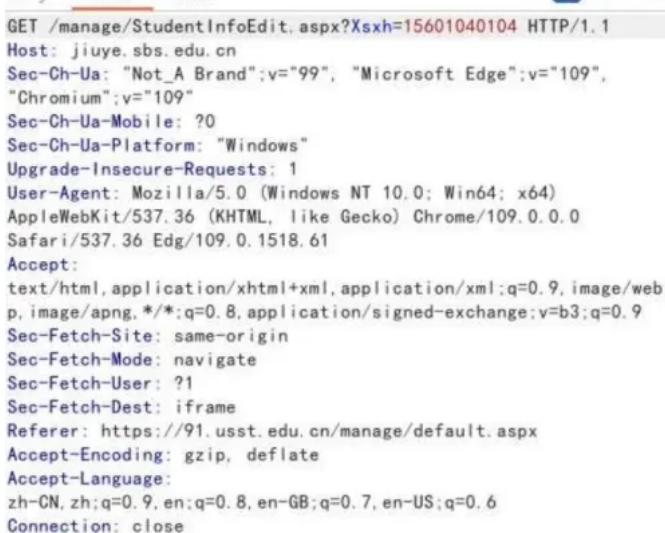 GET /manage/StudentInfoEdit.aspx?Xsxh=15601040104 HTTP/1.1
Host: jiuye.sbs.edu.cn
Sec-Ch-Ua: "Not_A Brand";v="99", "Microsoft Edge";v="109",
"Chromium";v="109"
Sec-Ch-Ua-Mobile: ?0
Sec-Ch-Ua-Platform: "Windows"
Upgrade-Insecure-Requests: 1
User-Agent: Mozilla/5.0 (Windows NT 10.0; Win64; x64)
AppleWebKit/537.36 (KHTML, like Gecko) Chrome/109.0.0.0
Safari/537.36 Edg/109.0.1518.61
Accept:
text/html,application/xhtml+xml,application/xml;q=0.9,image/web
p,image/apng,*/*;q=0.8,application/signed-exchange;v=b3;q=0.9
Sec-Fetch-Site: same-origin
Sec-Fetch-Mode: navigate
Sec-Fetch-User: ?1
Sec-Fetch-Dest: iframe
Referer: https://91.usst.edu.cn/manage/default.aspx
Accept-Encoding: gzip, deflate
Accept-Language:
zh-CN,zh;q=0.9,en;q=0.8,en-GB;q=0.7,en-US;q=0.6
Connection: close